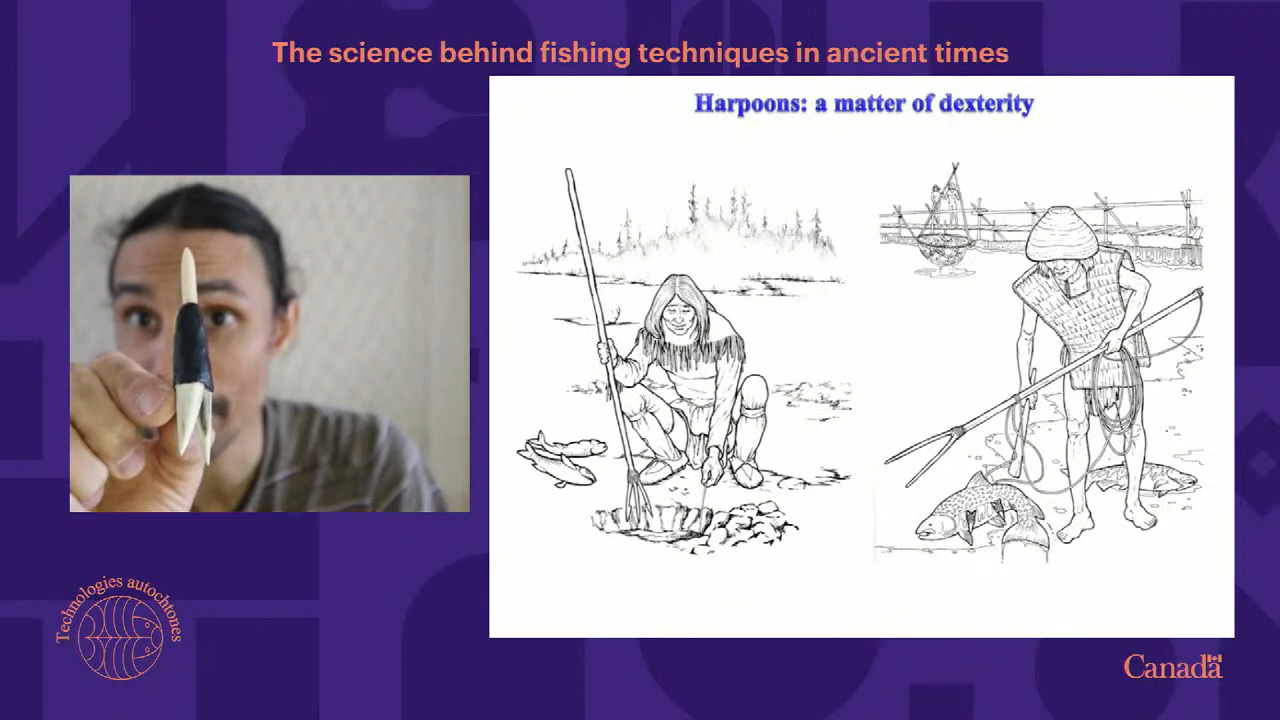 The science behind fishing techniques in ancient times
Harpoons: a matter of dexterity
Technologies autochtones
Canada